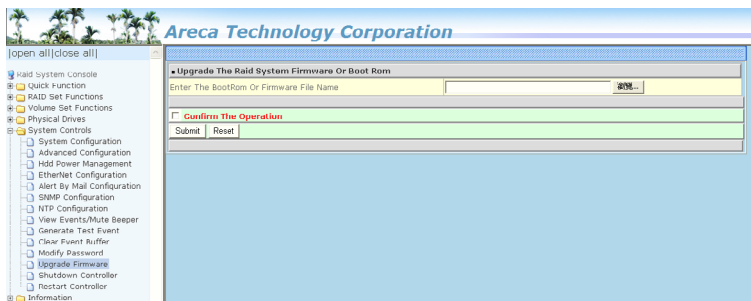 Areca Technology Corporation
|open all|close all|
Raid System Console
Quick Function
RAID Set Functions
Volume Set Functions
Physical Drives
System Controls
System Configuration
Advanced Configuration
Hdd Power Management
EtherNet Configuration
Alert By Mail Configuration
SNMP Configuration
NTP Configuration
View Events/Mute Beeper
Generate Test Event
Clear Event Buffer
Modify Password
Upgrade Firmware
Shutdown Controller
Restart Controller
Information
Upgrade The Raid System Firmware Or Boot Rom
Enter The BootRom Or Firmware File Name 瀏覽...
Confirm The Operation
Submit Reset